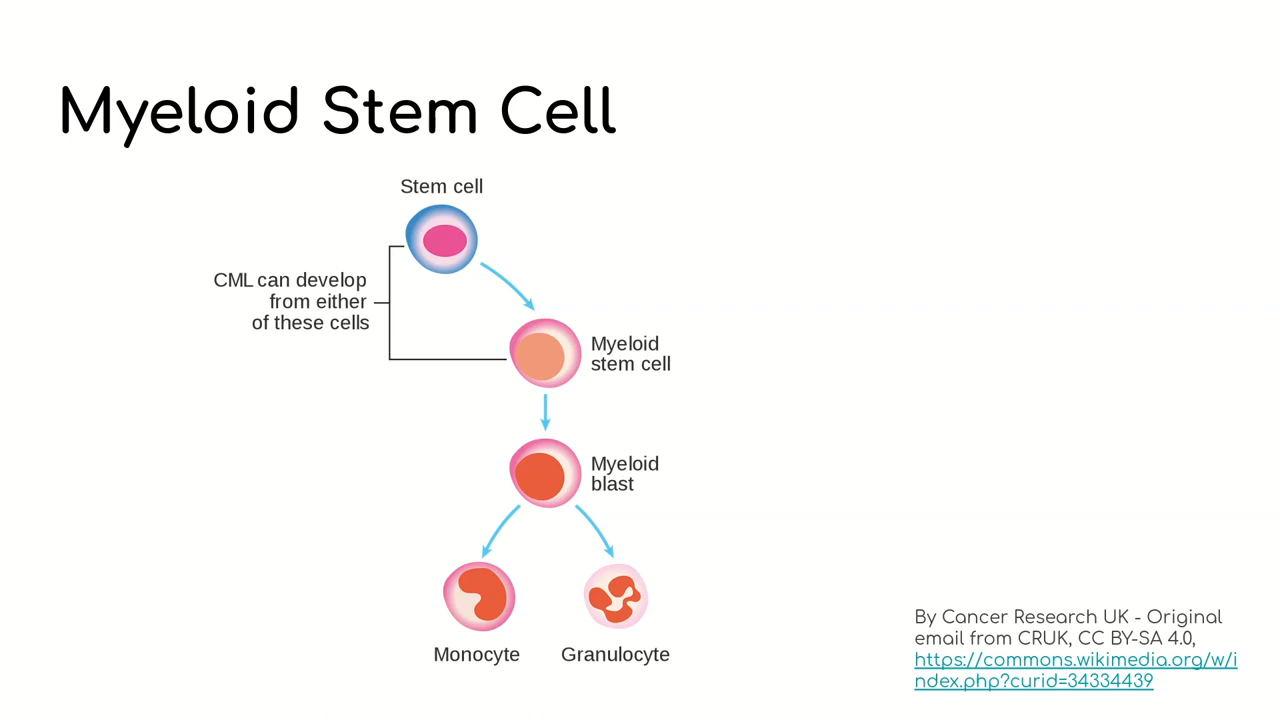 Myeloid Stem Cell
Stem cell
CML can develop
from either
of these cells
Myeloid
stem cell
Myeloid
blast
Monocyte
Granulocyte
By Cancer Research UK - Original
email from CRUK, CC BY-SA 4.0,
https://commons.wikimedia.org/w/i
ndex.php?curid=34334439